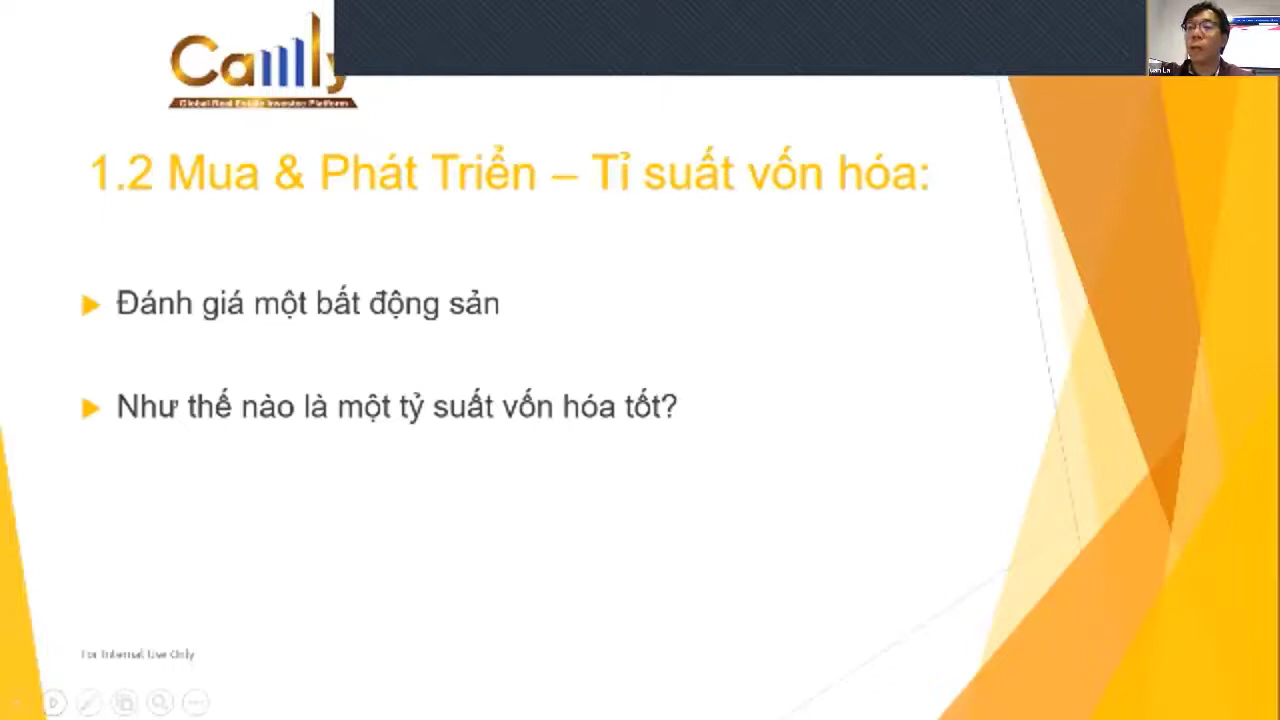 Camly
Global Real Estate Investor Platform
1.2 Mua & Phát Triển – Tỉ suất vốn hóa:
Đánh giá một bất động sản
Như thế nào là một tỷ suất vốn hóa tốt?
For Internal Use Only